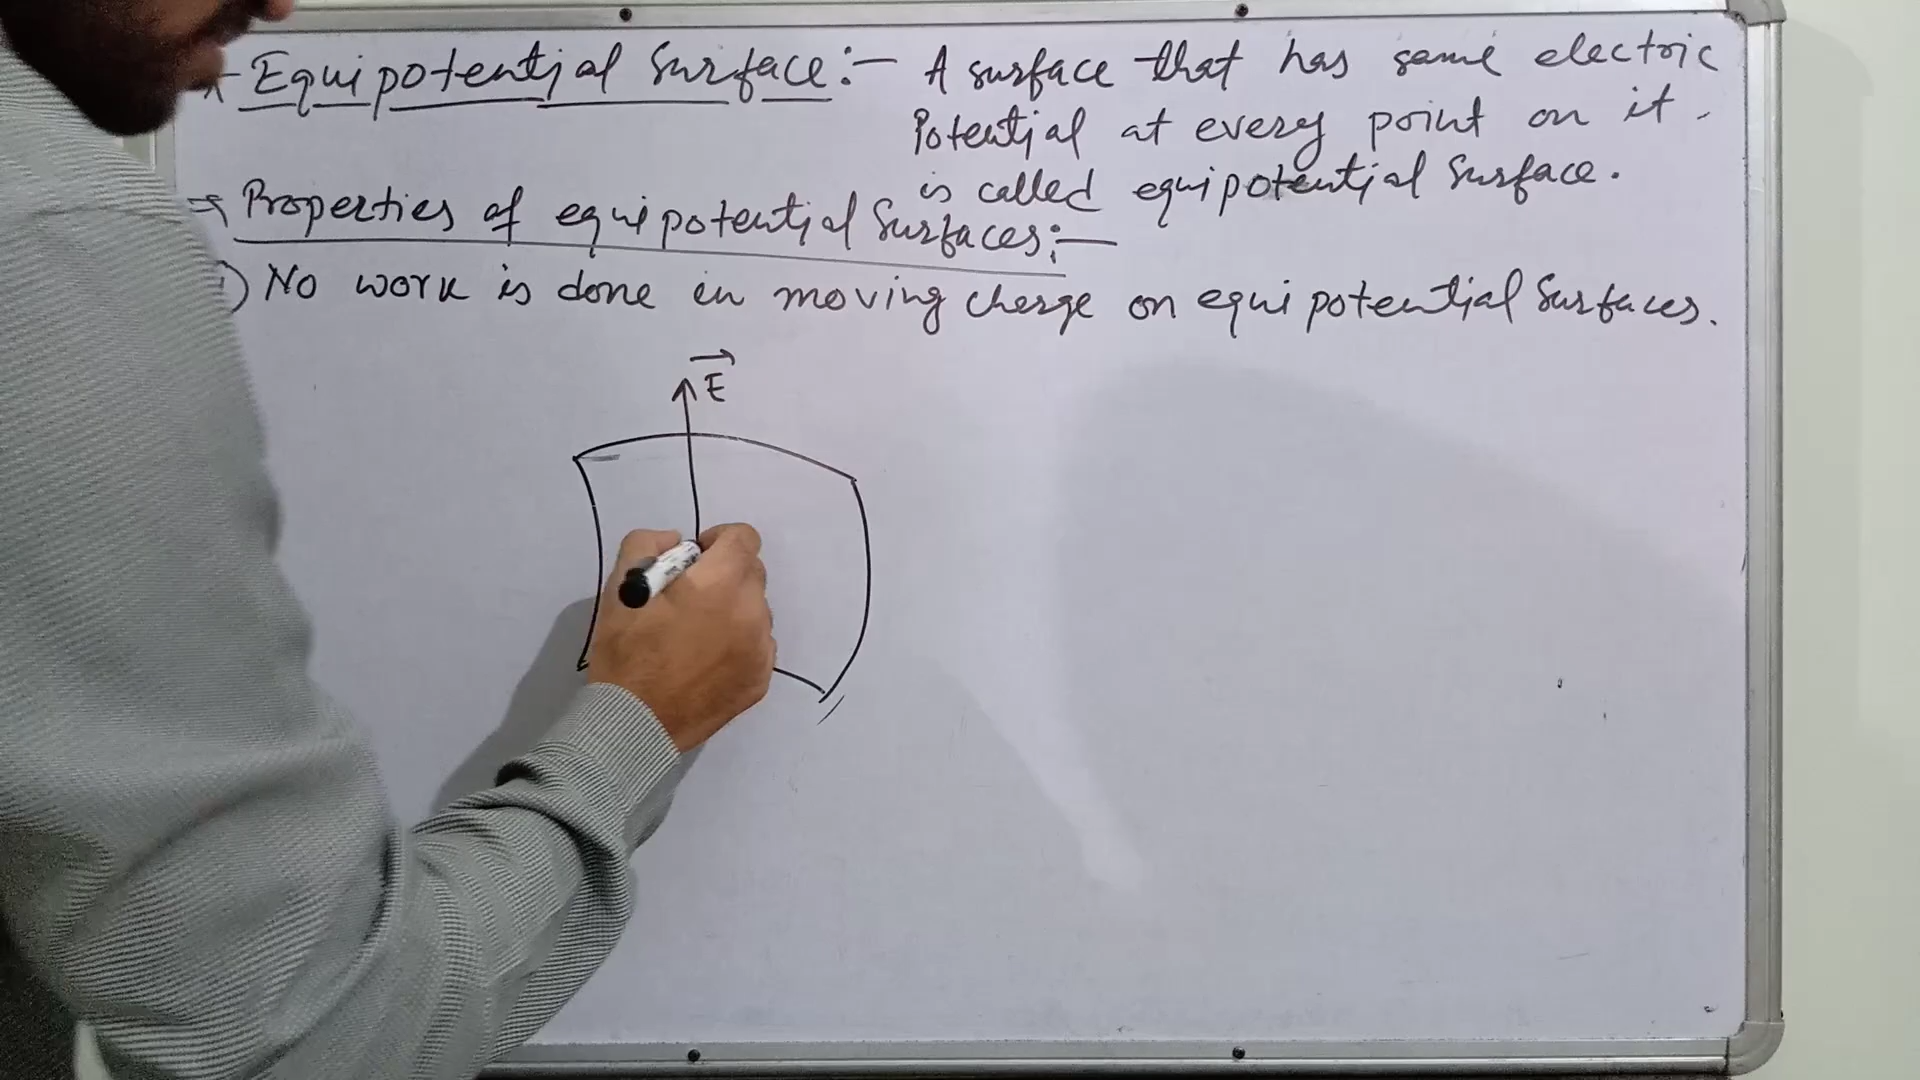 Equipotential Surface:- A surface that has same electric
Potential at every point on it.
is called equipotential Surface.
→ Properties of equipotential Surfaces:-
) No work is done in moving charge on equipotential Surfaces.
E